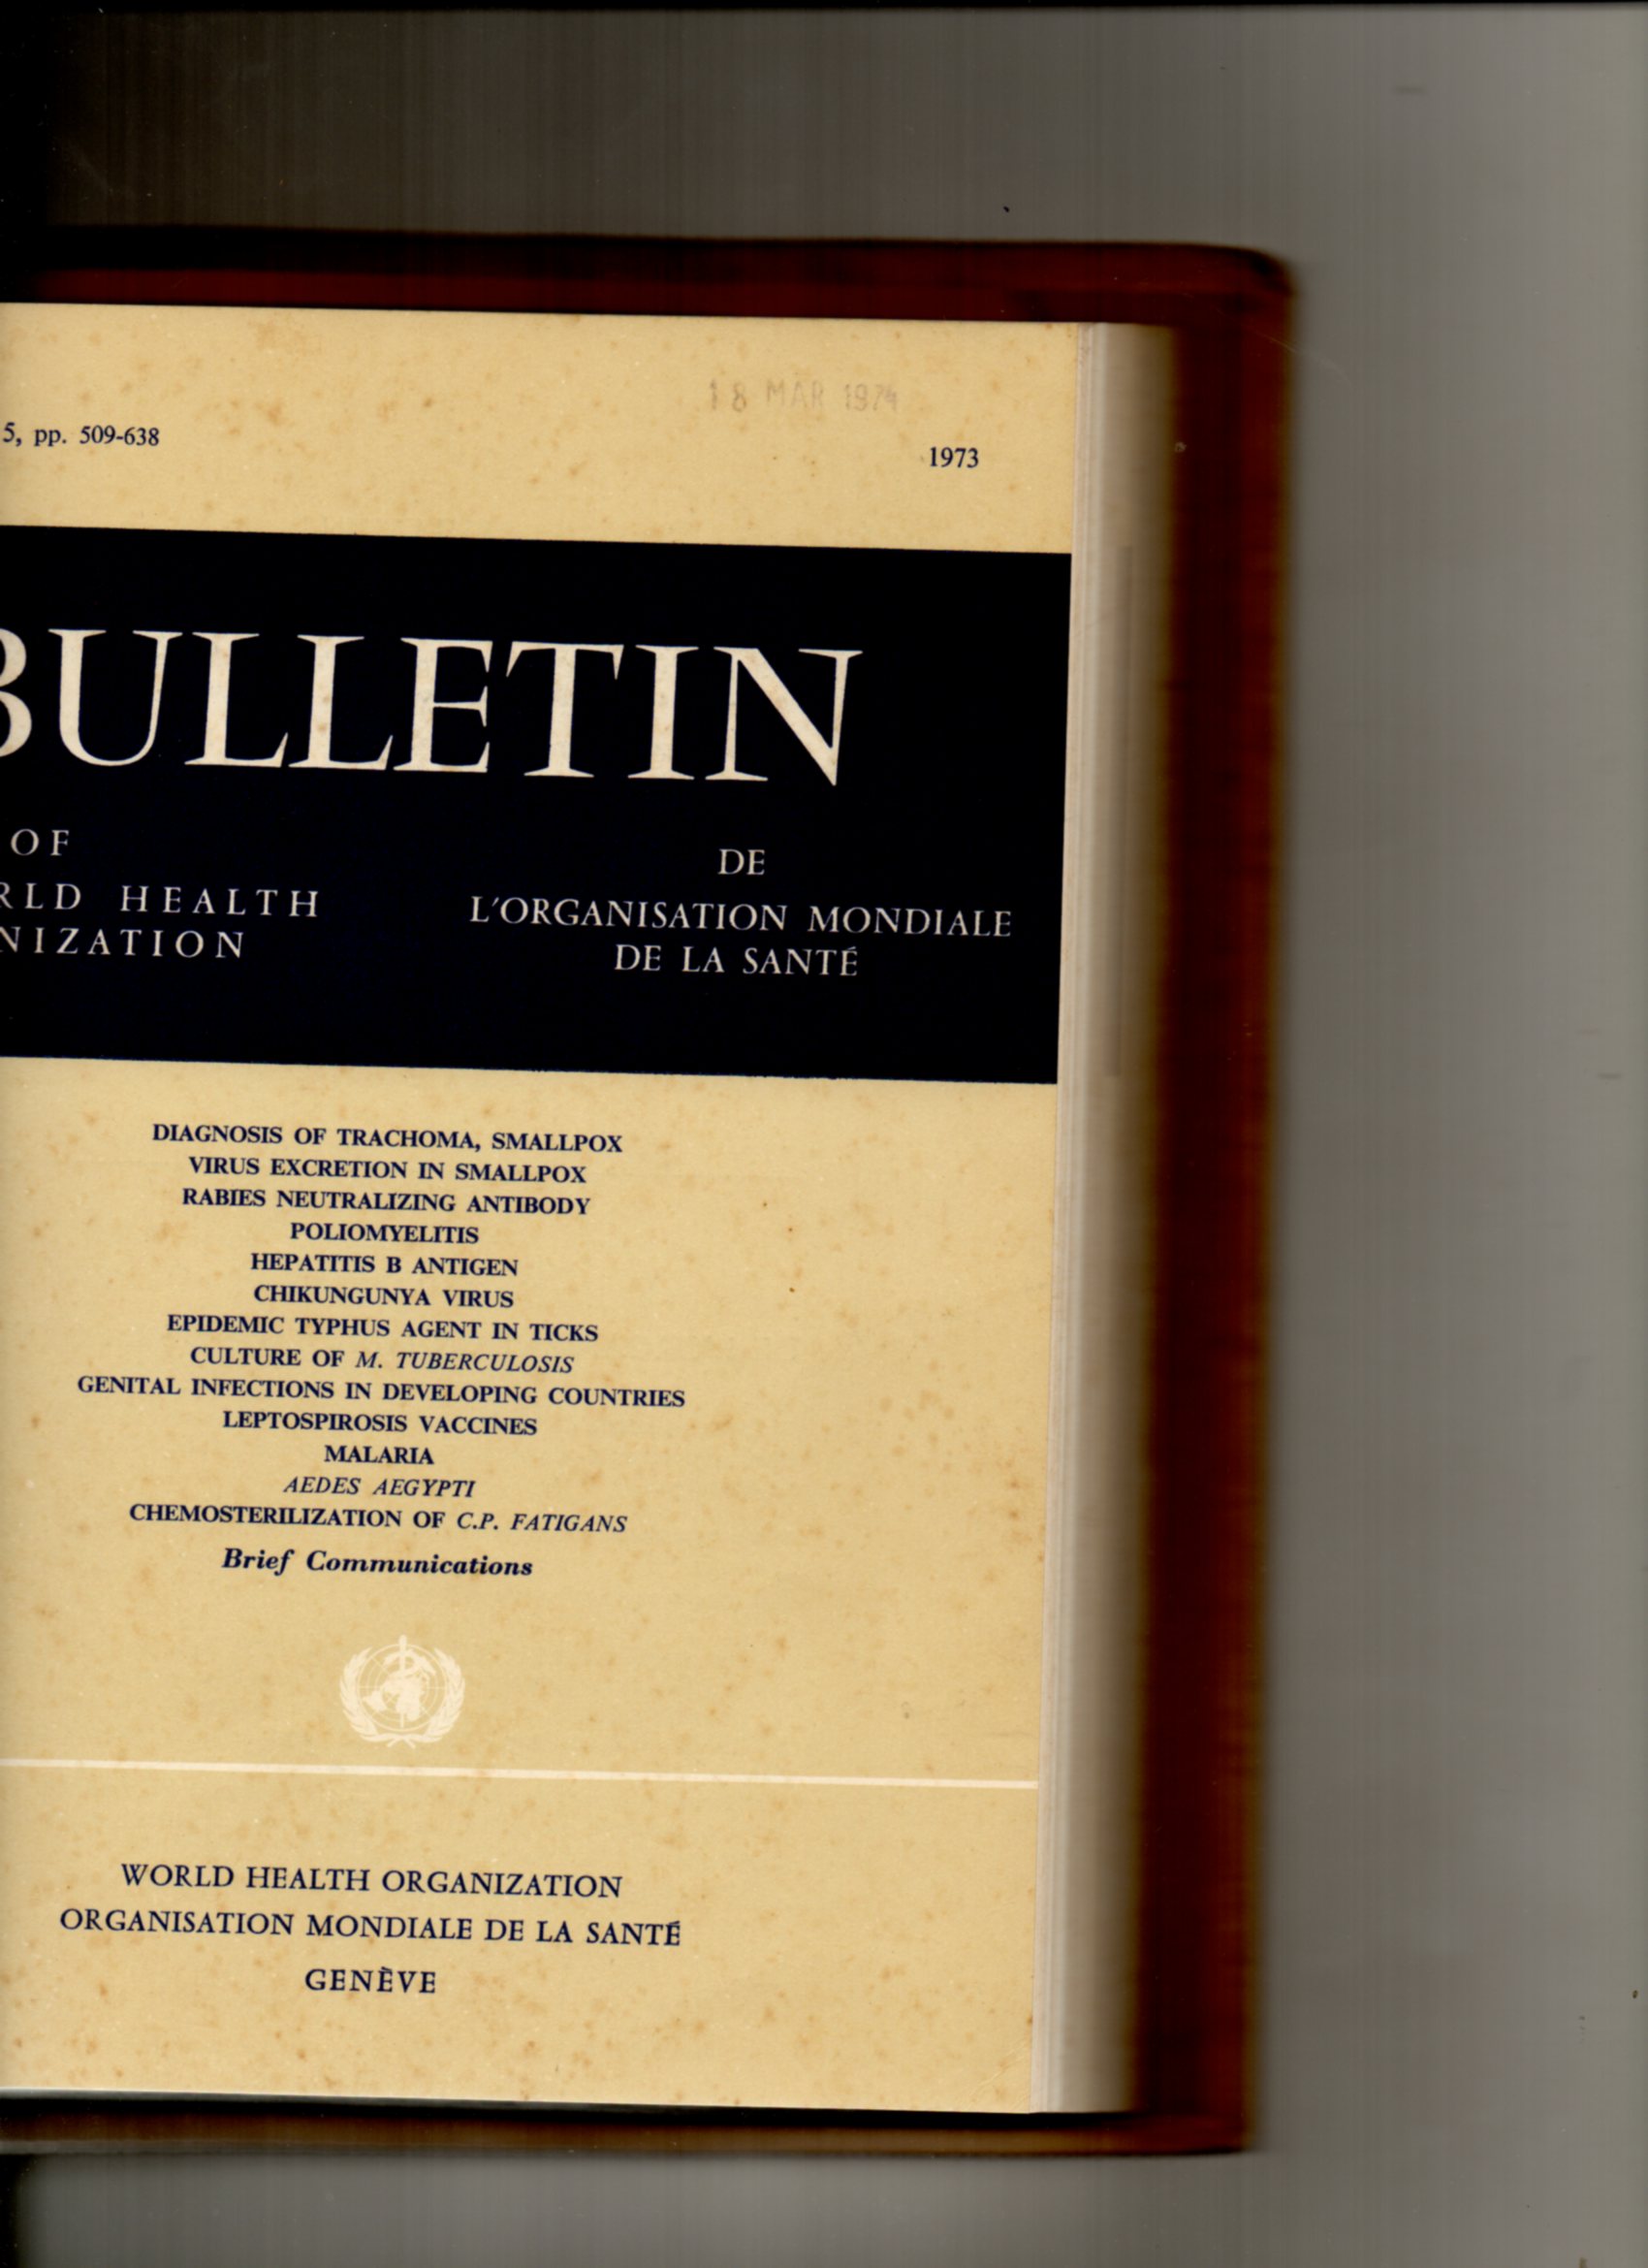 18 MAR 1974
5, pp. 509-638
1973
BULLETIN
OF
RLD HEALTH
NIZATION
DE
L'ORGANISATION MONDIALE
DE LA SANTÉ
DIAGNOSIS OF TRACHOMA, SMALLPOX
VIRUS EXCRETION IN SMALLPOX
RABIES NEUTRALIZING ANTIBODY
POLIOMYELITIS
HEPATITIS B ANTIGEN
CHIKUNGUNYA VIRUS
EPIDEMIC TYPHUS AGENT IN TICKS
CULTURE OF M. TUBERCULOSIS
GENITAL INFECTIONS IN DEVELOPING COUNTRIES
LEPTOSPIROSIS VACCINES
MALARIA
AEDES AEGYPTI
CHEMOSTERILIZATION OF C.P. FATIGANS
Brief Communications
WORLD HEALTH ORGANIZATION
ORGANISATION MONDIALE DE LA SANTÉ
GENÈVE